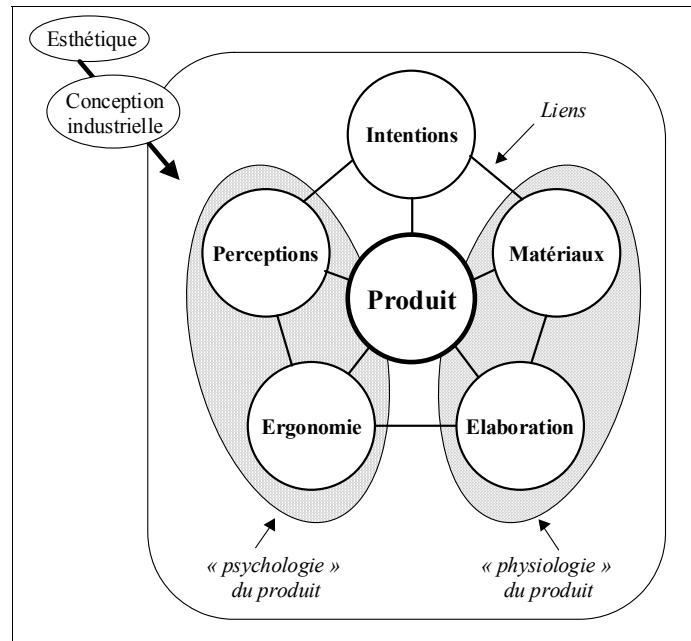 Esthétique
Conception
industrielle
Intentions
Liens
Perceptions
Matériaux
Produit
Ergonomie
Elaboration
« psychologie »
du produit
« physiologie »
du produit